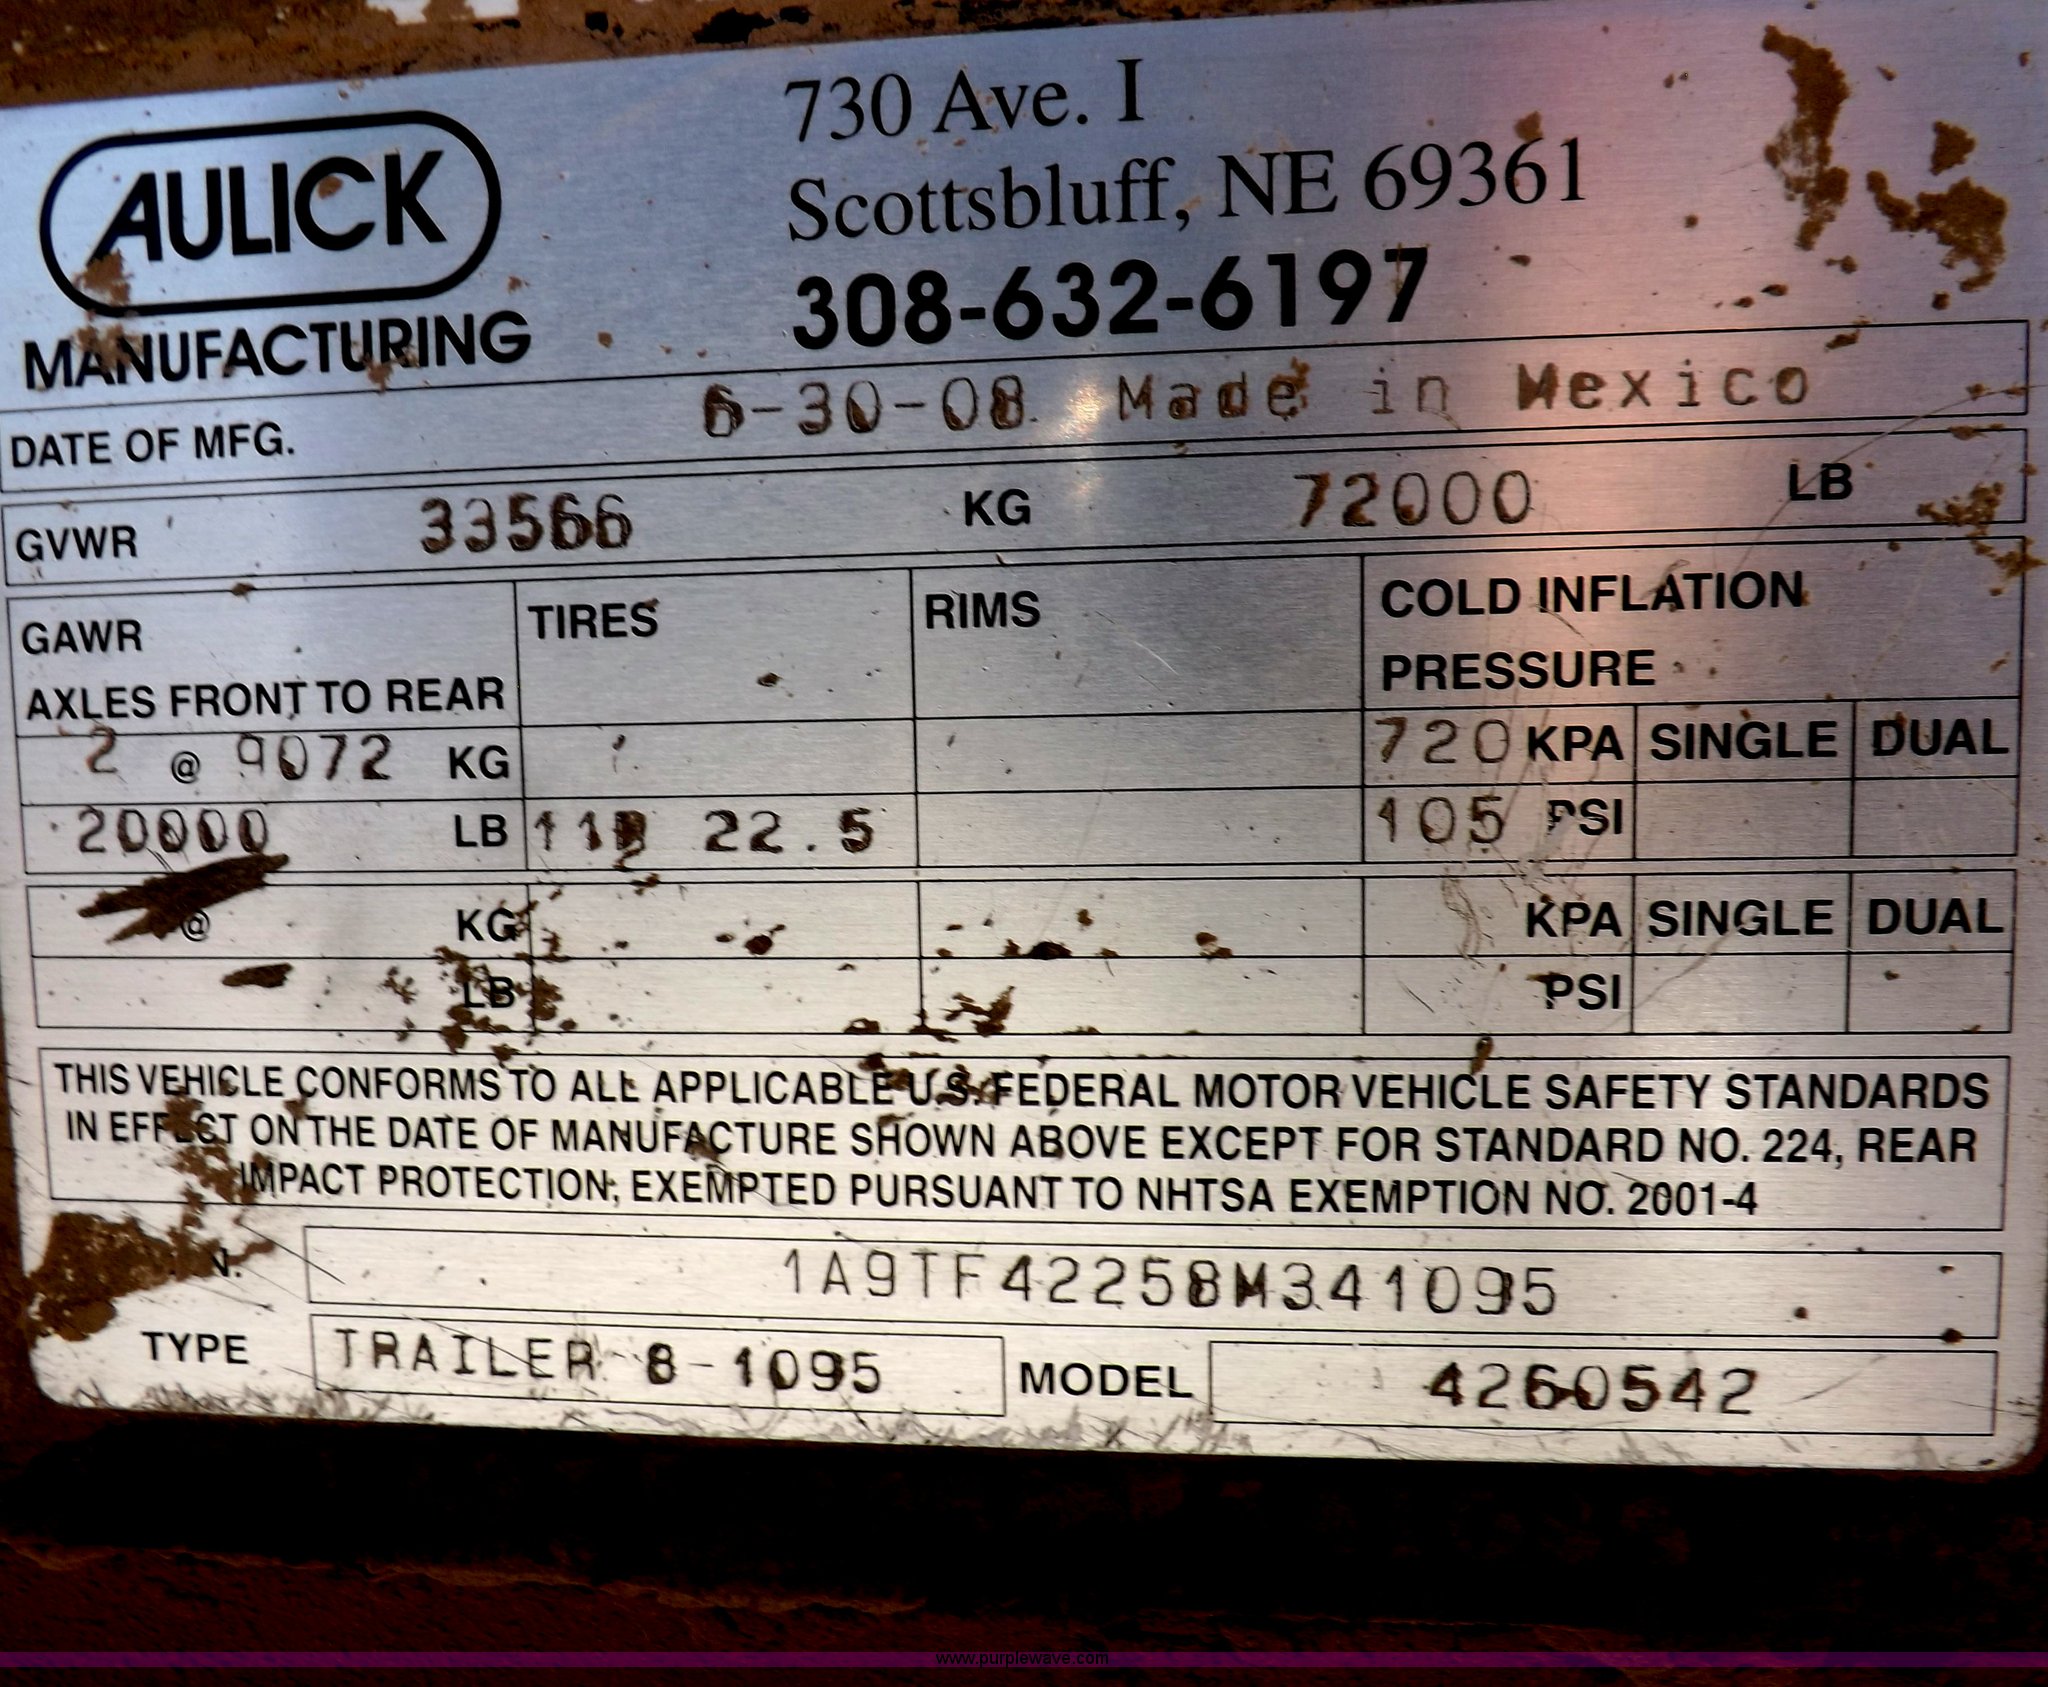 AULICK
MANUFACTURING
730 Ave. I
Scottsbluff, NE 69361
308-632-6197
DATE OF MFG. 6-30-08 Made in Mexico
GVWR 33566 KG 72000 LB
GAWR
AXLES FRONT TO REAR
TIRES
RIMS
COLD INFLATION
PRESSURE
2 @ 9072 KG 720 KPA SINGLE DUAL
20000 LB 11R 22.5 105 PSI
@ KG KPA SINGLE DUAL
LB PSI
THIS VEHICLE CONFORMS TO ALL APPLICABLE U.S. FEDERAL MOTOR VEHICLE SAFETY STANDARDS
IN EFFECT ON THE DATE OF MANUFACTURE SHOWN ABOVE EXCEPT FOR STANDARD NO. 224, REAR
IMPACT PROTECTION; EXEMPTED PURSUANT TO NHTSA EXEMPTION NO. 2001-4
1A9TF42258M341095
TYPE TRAILER 8-1095 MODEL 4260542
www.purplewave.com